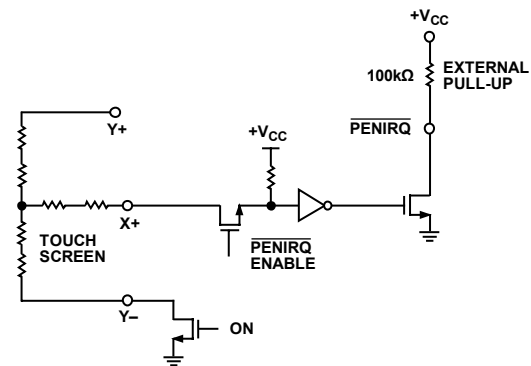 +VCC
100kΩ
EXTERNAL
PULL-UP
PENIRQ
Y+
+VCC
X+
TOUCH
SCREEN
PENIRQ
ENABLE
Y–
ON